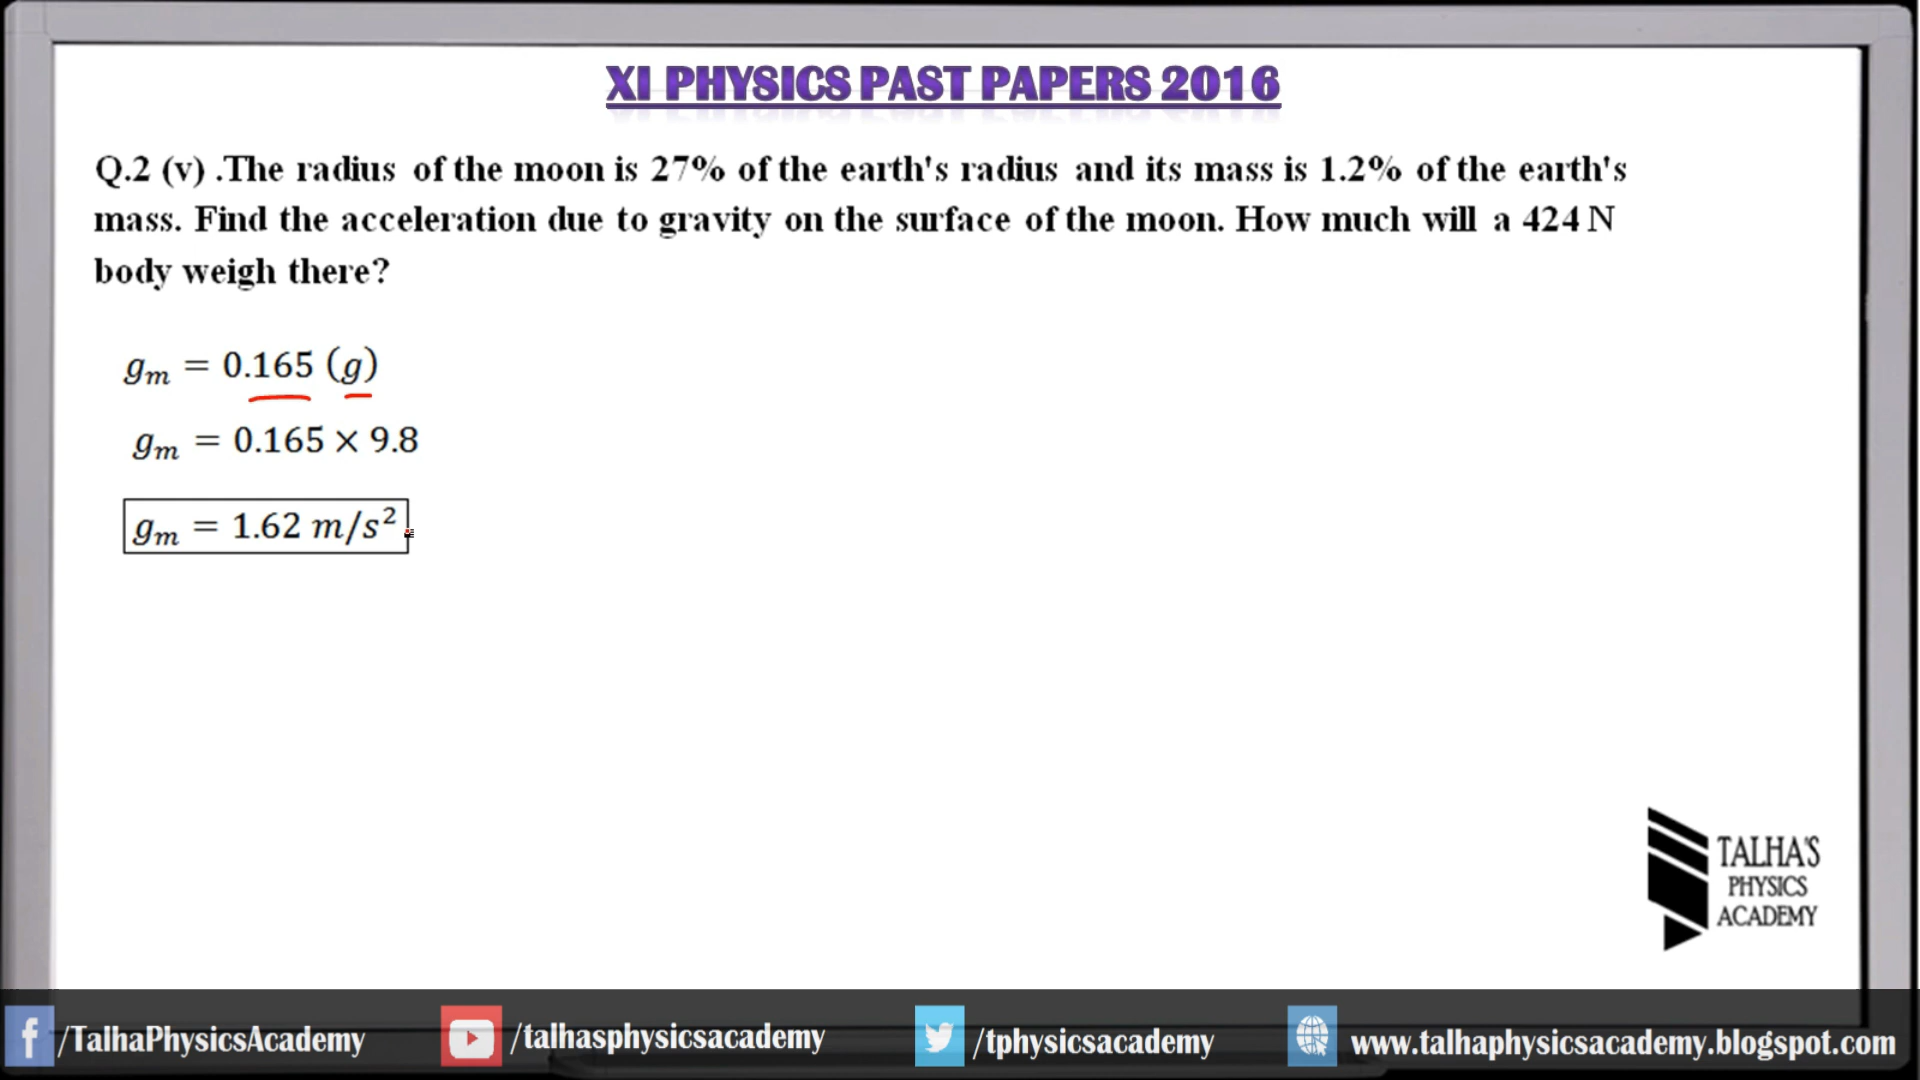 XI PHYSICS PAST PAPERS 2016
Q.2 (v) .The radius of the moon is 27% of the earth's radius and its mass is 1.2% of the earth's
mass. Find the acceleration due to gravity on the surface of the moon. How much will a 424 N
body weigh there?
gₘ = 0.165 (g)
gₘ = 0.165 × 9.8
gₘ = 1.62 m/s²
TALHA'S
PHYSICS
ACADEMY
/TalhaPhysicsAcademy
/talhasphysicsacademy
/tphysicsacademy
www.talhaphysicsacademy.blogspot.com